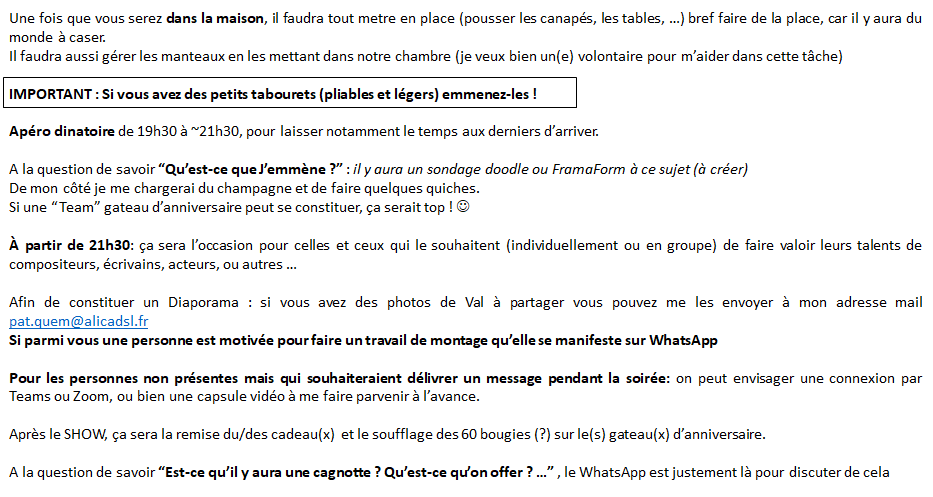 Une fois que vous serez dans la maison, il faudra tout metre en place (pousser les canapés, les tables, …) bref faire de la place, car il y aura du
monde à caser.
Il faudra aussi gérer les manteaux en les mettant dans notre chambre (je veux bien un(e) volontaire pour m’aider dans cette tâche)
IMPORTANT : Si vous avez des petits tabourets (pliables et légers) emmenez-les !
Apéro dinatoire de 19h30 à ~21h30, pour laisser notamment le temps aux derniers d’arriver.
A la question de savoir “Qu’est-ce que J’emmène ?” : il y aura un sondage doodle ou FramaForm à ce sujet (à créer)
De mon côté je me chargerai du champagne et de faire quelques quiches.
Si une “Team” gateau d’anniversaire peut se constituer, ça serait top ! ☺
À partir de 21h30: ça sera l’occasion pour celles et ceux qui le souhaitent (individuellement ou en groupe) de faire valoir leurs talents de
compositeurs, écrivains, acteurs, ou autres …
Afin de constituer un Diaporama : si vous avez des photos de Val à partager vous pouvez me les envoyer à mon adresse mail
pat.quem@alicadsl.fr
Si parmi vous une personne est motivée pour faire un travail de montage qu’elle se manifeste sur WhatsApp
Pour les personnes non présentes mais qui souhaiteraient délivrer un message pendant la soirée: on peut envisager une connexion par
Teams ou Zoom, ou bien une capsule vidéo à me faire parvenir à l’avance.
Après le SHOW, ça sera la remise du/des cadeau(x) et le soufflage des 60 bougies (?) sur le(s) gateau(x) d’anniversaire.
A la question de savoir “Est-ce qu’il y aura une cagnotte ? Qu’est-ce qu’on offre ? …” , le WhatsApp est justement là pour discuter de cela